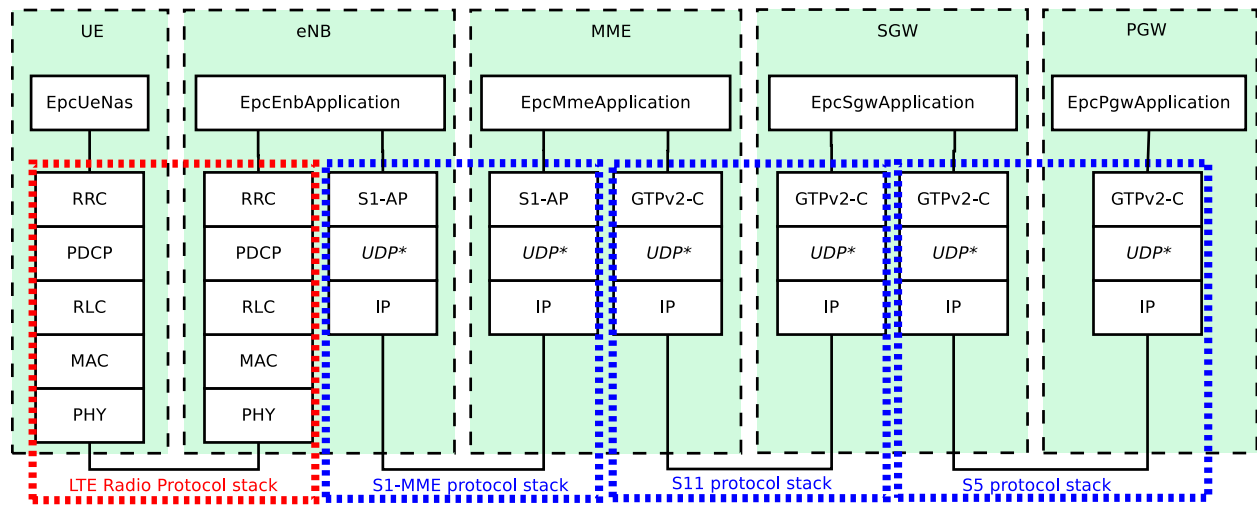 UE
eNB
MME
SGW
PGW
EpcUeNas
EpcEnbApplication
EpcMmeApplication
EpcSgwApplication
EpcPgwApplication
RRC
RRC
S1-AP
S1-AP
GTPv2-C
GTPv2-C
GTPv2-C
GTPv2-C
PDCP
PDCP
UDP*
UDP*
UDP*
UDP*
UDP*
UDP*
RLC
RLC
IP
IP
IP
IP
IP
IP
MAC
MAC
PHY
PHY
LTE Radio Protocol stack
S1-MME protocol stack
S11 protocol stack
S5 protocol stack